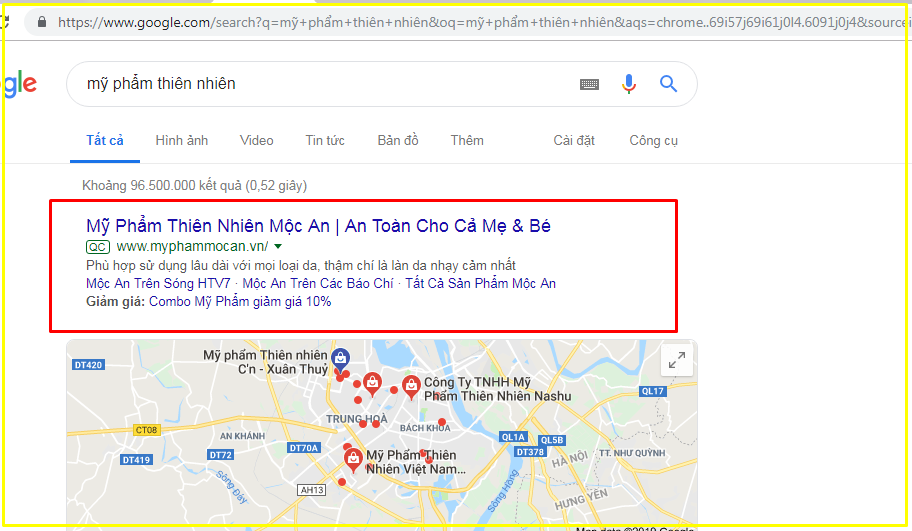 https://www.google.com/search?q=mỹ+phẩm+thiên+nhiên&oq=mỹ+phẩm+thiên+nhiên&aqs=chrome..69i57j69i61j0l4.6091j0j4&sourcei
gle
mỹ phẩm thiên nhiên
Tất cả Hình ảnh Video Tin tức Bản đồ Thêm Cài đặt Công cụ
Khoảng 96.500.000 kết quả (0,52 giây)
Mỹ Phẩm Thiên Nhiên Mộc An | An Toàn Cho Cả Mẹ & Bé
QC www.myphammocan.vn/
Phù hợp sử dụng lâu dài với mọi loại da, thậm chí là làn da nhạy cảm nhất
Mộc An Trên Sóng HTV7 · Mộc An Trên Các Báo Chí · Tất Cả Sản Phẩm Mộc An
Giảm giá: Combo Mỹ Phẩm giảm giá 10%
Mỹ phẩm Thiên nhiên
C'n - Xuân Thuỷ
ĐT420
Công Ty TNHH Mỹ
Phẩm Thiên Nhiên Nashu
QL17
TRUNG HOÀ
BÁCH KHOA
CT08
AN KHÁNH
QL1A
QL5B
ĐT70A
ĐT72
ĐT378
TT. NHƯ QUỲNH
ĐT419
Mỹ Phẩm Thiên
Nhiên Việt Nam...
HÀ NỘI
Sông Đáy
Sông Hồng
AH13
HƯNG YÊN
Map data ©2019 Google